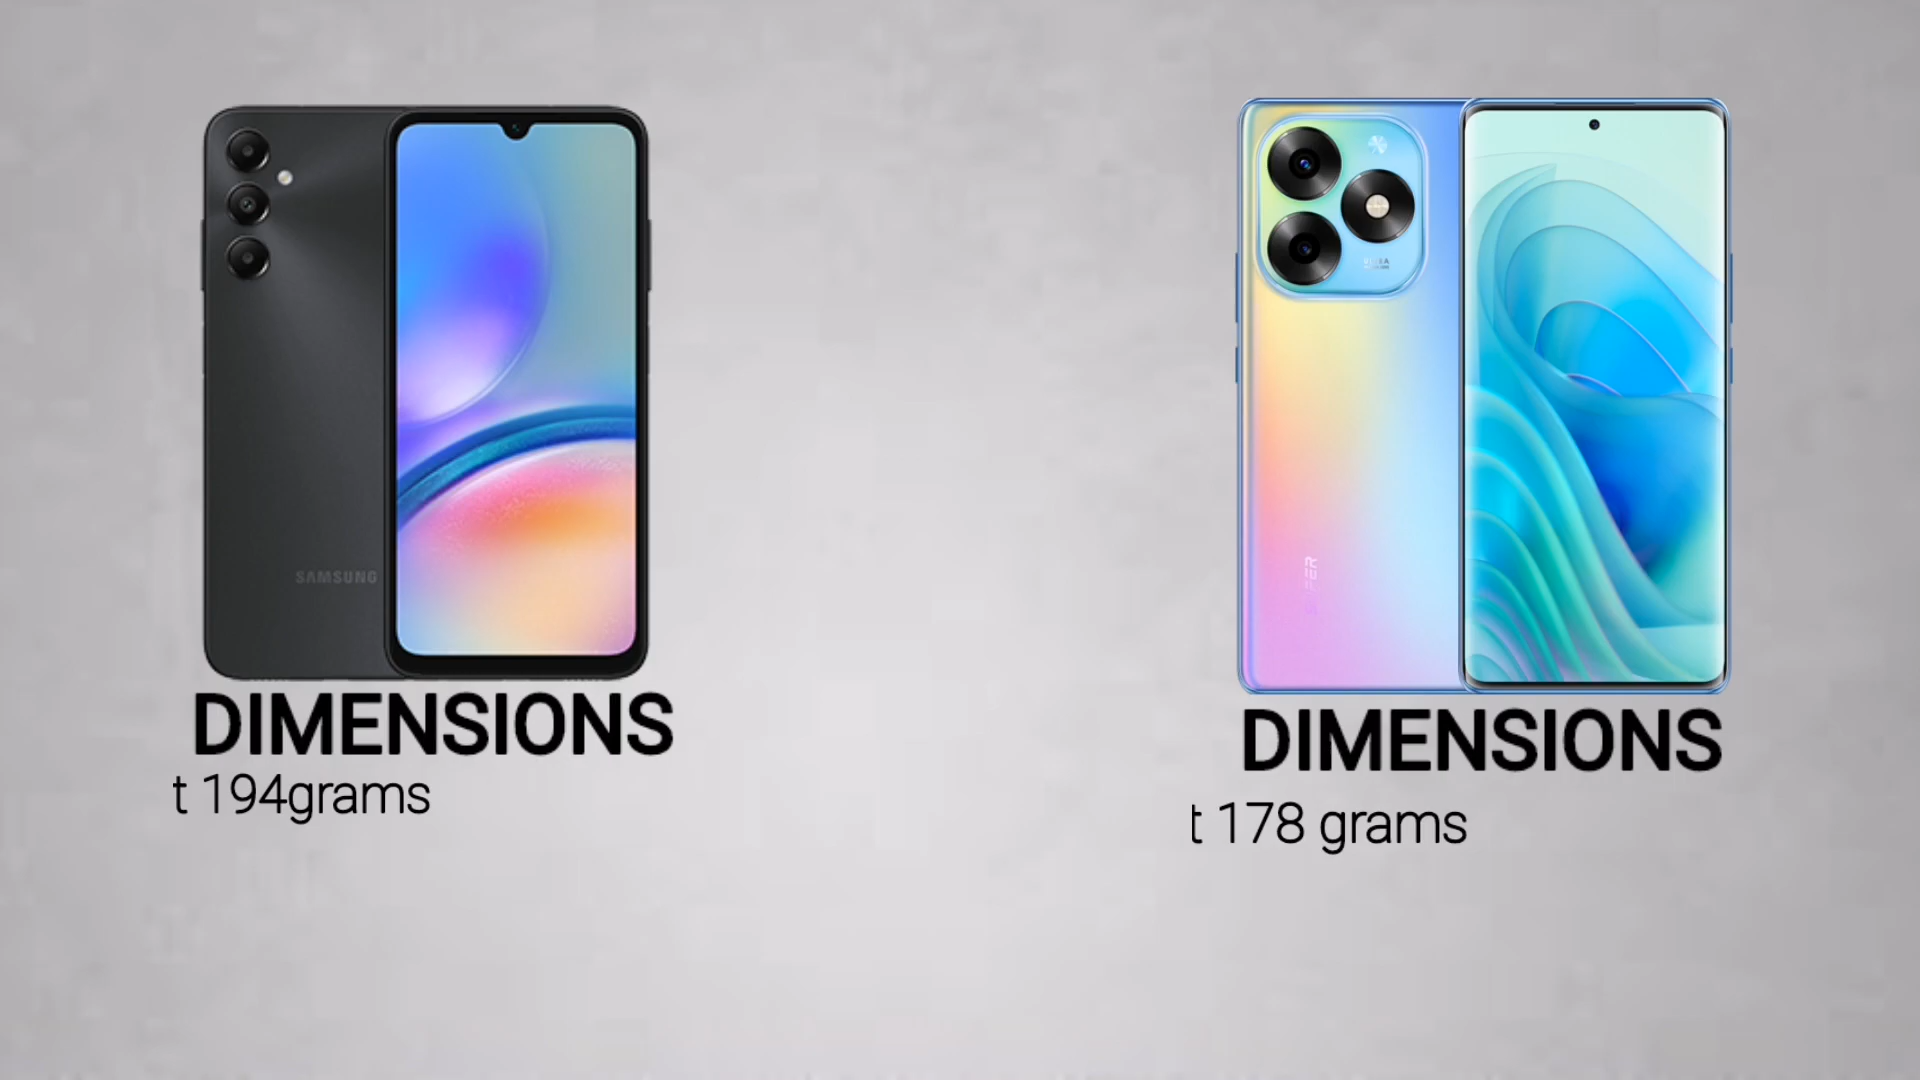 SAMSUNG
DIMENSIONS
t 194grams
DIMENSIONS
t 178 grams